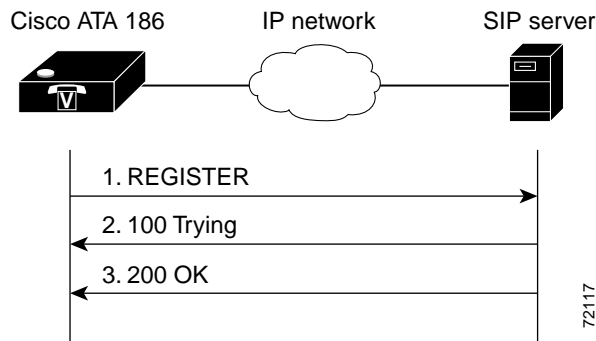 Cisco ATA 186
IP network
SIP server
V
1. REGISTER
2. 100 Trying
3. 200 OK
72117